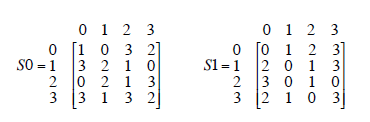 0 1 2 3 0 1 2 3
0 [1 0 3 2] 0 [0 1 2 3]
S0 = 1 [3 2 1 0] S1 = 1 [2 0 1 3]
2 [0 2 1 3] 2 [3 0 1 0]
3 [3 1 3 2] 3 [2 1 0 3]